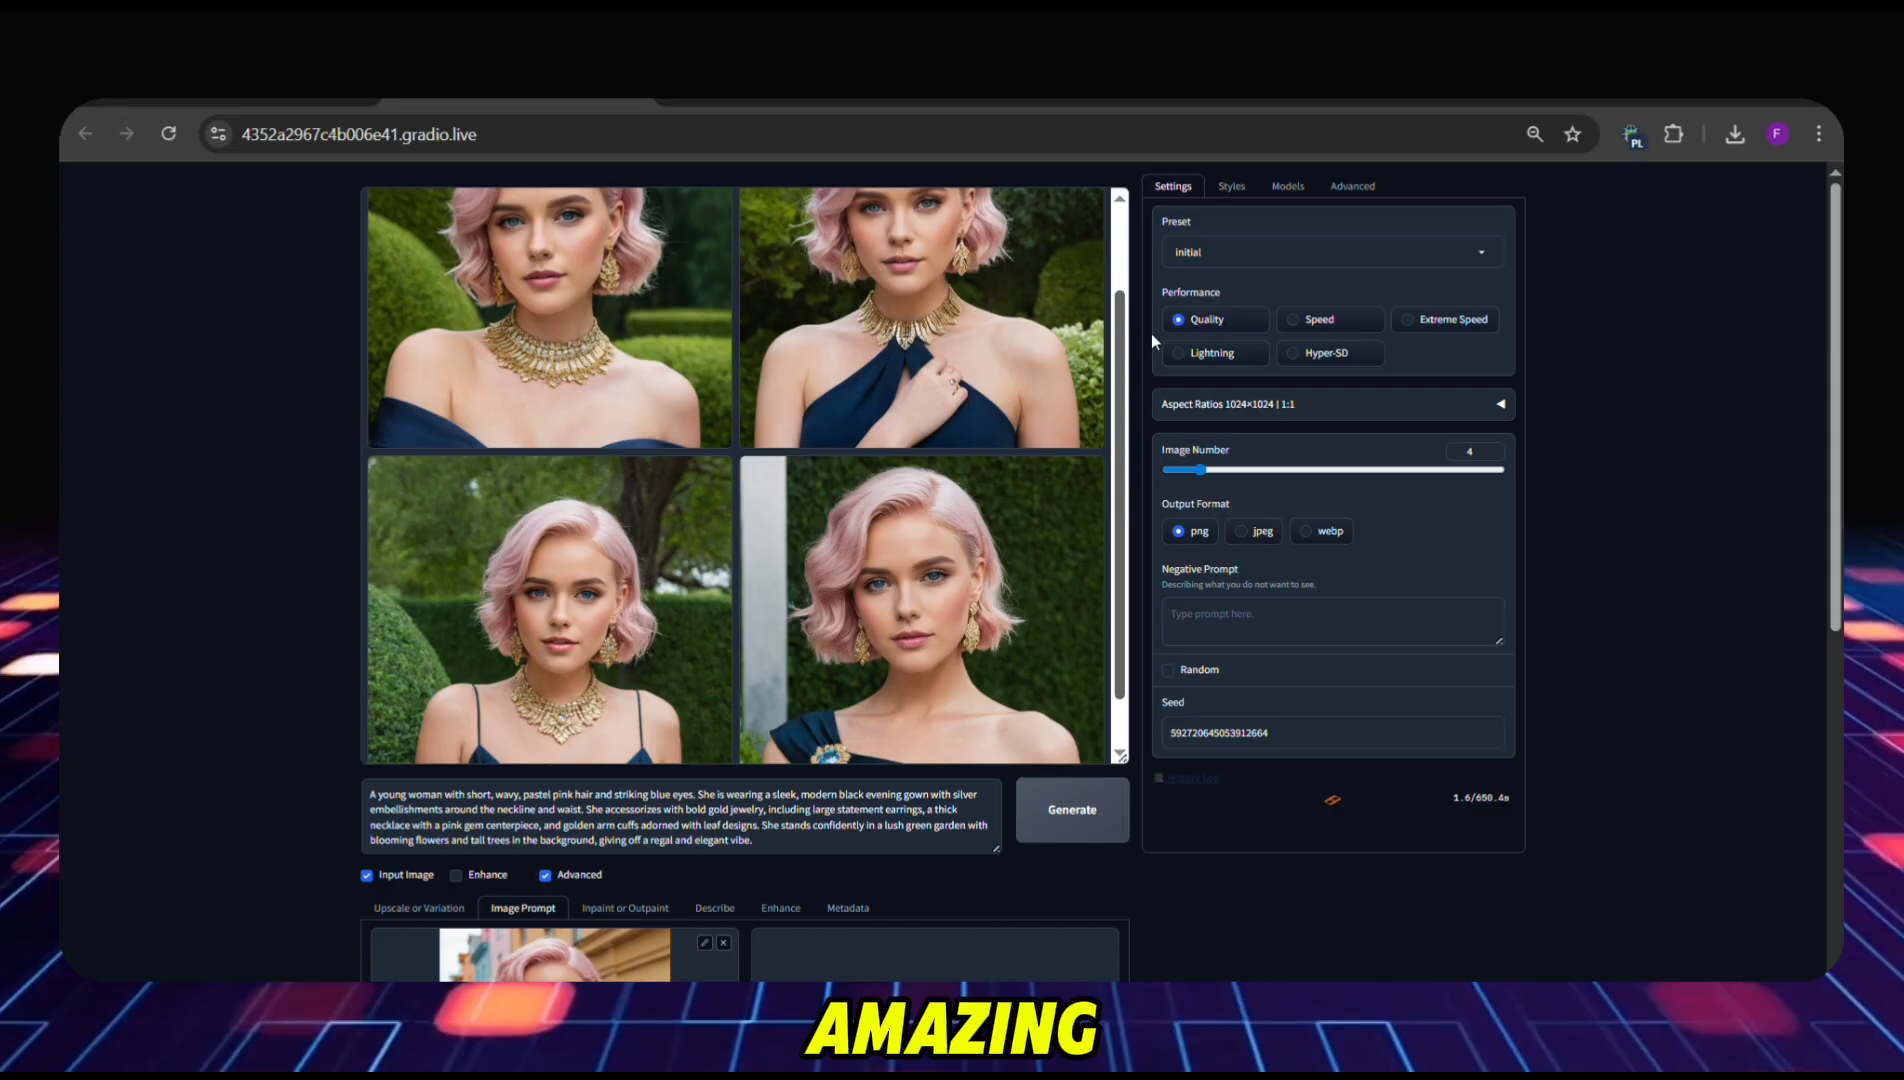 4352a2967c4b006e41.gradio.live
PL
F
Settings
Styles
Models
Advanced
Preset
initial
Performance
Quality
Speed
Extreme Speed
Lightning
Hyper-SD
Aspect Ratios 1024×1024 | 1:1
Image Number
4
Output Format
png
jpeg
webp
Negative Prompt
Describing what you do not want to see.
Type prompt here.
Random
Seed
592720645053912664
History Log
1.6/650.4s
A young woman with short, wavy, pastel pink hair and striking blue eyes. She is wearing a sleek, modern black evening gown with silver
embellishments around the neckline and waist. She accessorizes with bold gold jewelry, including large statement earrings, a thick
necklace with a pink gem centerpiece, and golden arm cuffs adorned with leaf designs. She stands confidently in a lush green garden with
blooming flowers and tall trees in the background, giving off a regal and elegant vibe.
Generate
Input Image
Enhance
Advanced
Upscale or Variation
Image Prompt
Inpaint or Outpaint
Describe
Enhance
Metadata
AMAZING